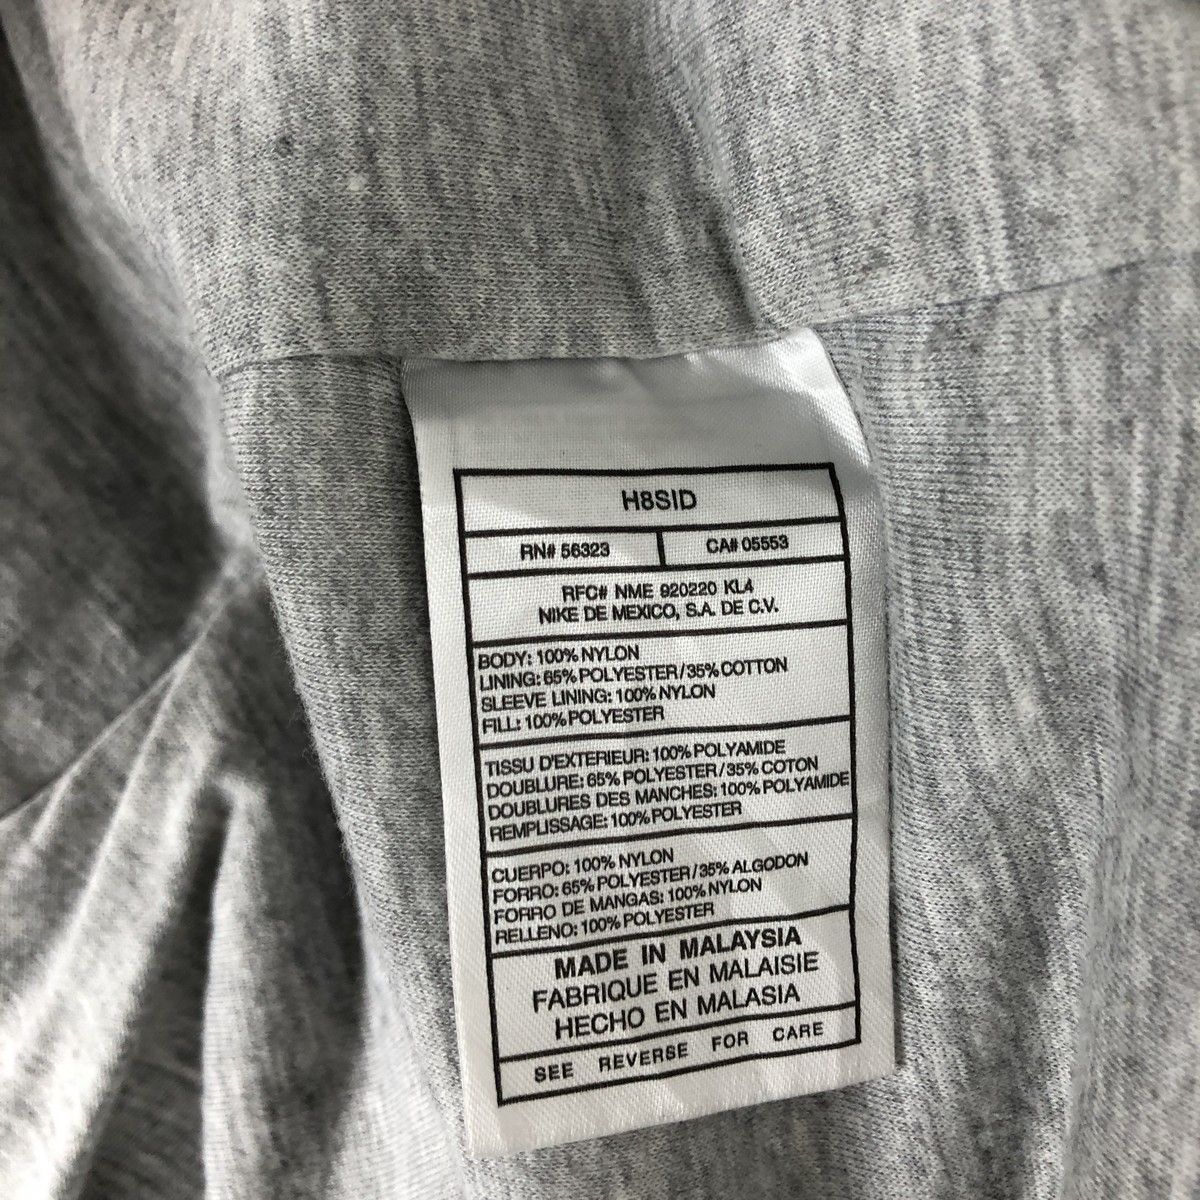 H8SID
RN# 56323 CA# 05553
RFC# NME 920220 KL4
NIKE DE MEXICO, S.A. DE C.V.
BODY: 100% NYLON
LINING: 65% POLYESTER/35% COTTON
SLEEVE LINING: 100% NYLON
FILL: 100% POLYESTER
TISSU D'EXTERIEUR: 100% POLYAMIDE
DOUBLURE: 65% POLYESTER/35% COTON
DOUBLURES DES MANCHES: 100% POLYAMIDE
REMPLISSAGE: 100% POLYESTER
CUERPO: 100% NYLON
FORRO: 65% POLYESTER/35% ALGODON
FORRO DE MANGAS: 100% NYLON
RELLENO: 100% POLYESTER
MADE IN MALAYSIA
FABRIQUE EN MALAISIE
HECHO EN MALASIA
SEE REVERSE FOR CARE